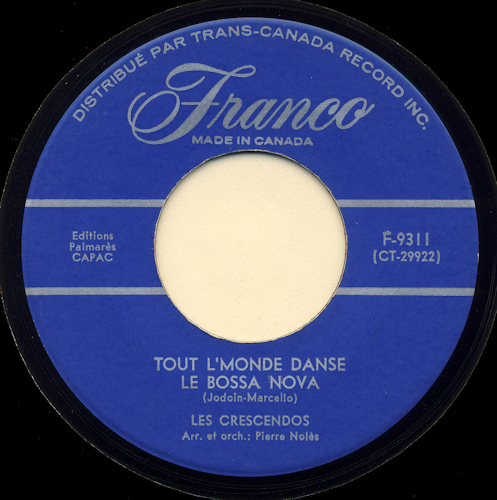 DISTRIBUÉ PAR TRANS-CANADA RECORD INC.
Franco
MADE IN CANADA
Editions
Palmarès
CAPAC
F-9311
(CT-29922)
TOUT L'MONDE DANSE
LE BOSSA NOVA
(Jodoin-Marcello)
LES CRESCENDOS
Arr. et orch.: Pierre Nolès